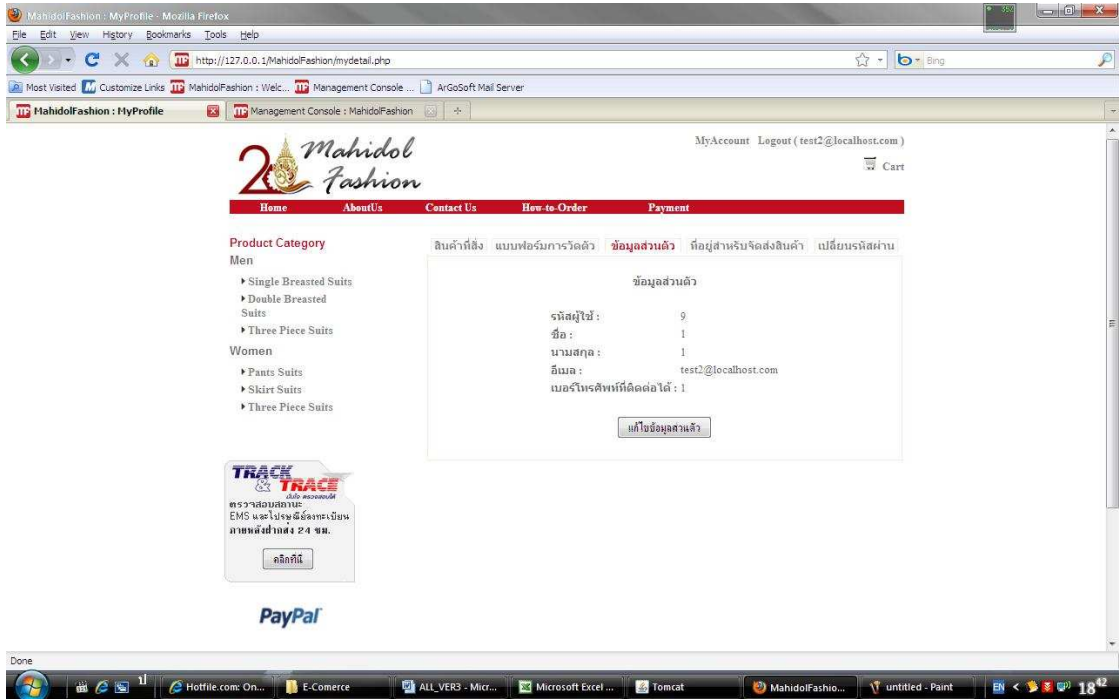 MahidolFashion : MyProfile - Mozilla Firefox
File Edit View History Bookmarks Tools Help
http://127.0.0.1/MahidolFashion/mydetail.php
Bing
Most Visited Customize Links MahidolFashion : Welc... Management Console ... ArGoSoft Mail Server
MahidolFashion : MyProfile Management Console : MahidolFashion
Mahidol
Fashion
MyAccount Logout ( test2@localhost.com )
Cart
Home AboutUs Contact Us How-to-Order Payment
Product Category
Men
Single Breasted Suits
Double Breasted
Suits
Three Piece Suits
Women
Pants Suits
Skirt Suits
Three Piece Suits
สินค้าที่สั่ง แบบฟอร์มการวัดตัว ข้อมูลส่วนตัว ที่อยู่สำหรับจัดส่งสินค้า เปลี่ยนรหัสผ่าน
ข้อมูลส่วนตัว
รหัสผู้ใช้ : 9
ชื่อ : 1
นามสกุล : 1
อีเมล : test2@localhost.com
เบอร์โทรศัพท์ที่ติดต่อได้ : 1
แก้ไขข้อมูลส่วนตัว
TRACK
& TRACE
มั่นใจ ตรวจสอบได้
ตรวจสอบสถานะ
EMS และไปรษณีย์ลงทะเบียน
ภายหลังฝากส่ง 24 ชม.
คลิกที่นี่
PayPal
Done
Hotfile.com: On... E-Comerce ALL_VER3 - Micr... Microsoft Excel ... Tomcat MahidolFashio... untitled - Paint EN 18 42